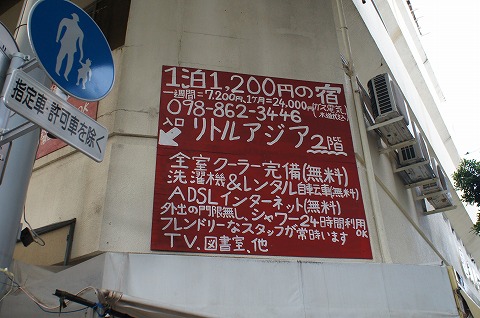 指定車・許可車を除く
1泊1,200円の宿
一週間=7,200円、1ヶ月=24,000円
098-862-3446
入口
リトルアジア2階
全室クーラー完備(無料)
洗濯機&レンタル自転車(無料)
ADSLインターネット(無料)
外出の門限無し、シャワー24時間利用OK
フレンドリーなスタッフが常時います
TV、図書室、他